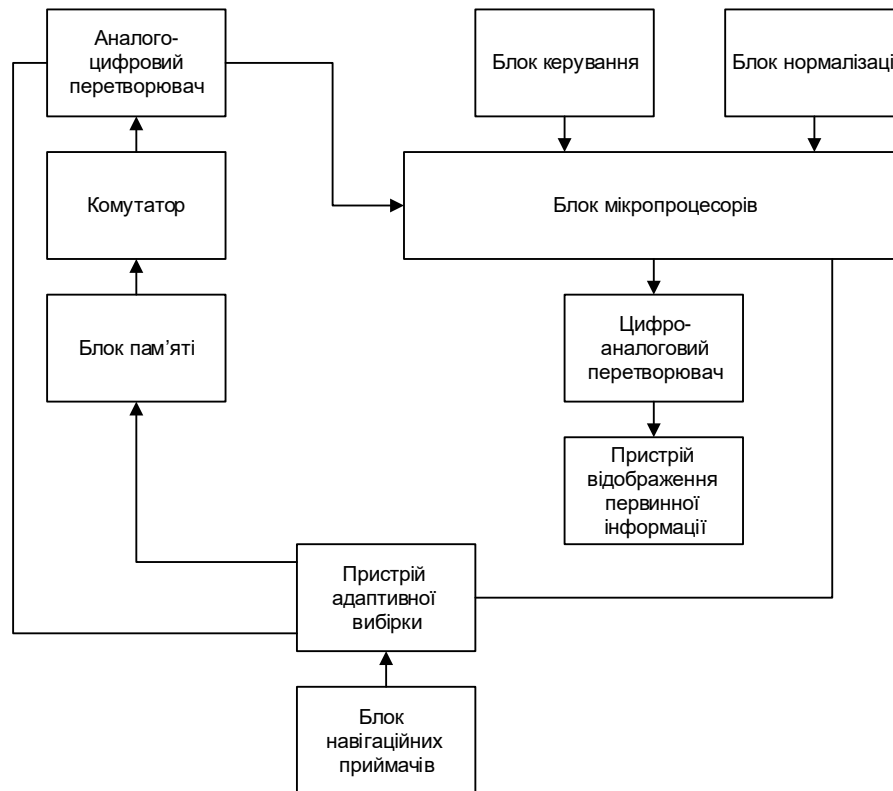 Аналого-
цифровий
перетворювач
Блок керування
Блок нормалізаці
Комутатор
Блок мікропроцесорів
Блок пам’яті
Цифро-
аналоговий
перетворювач
Пристрій
відображення
первинної
інформації
Пристрій
адаптивної
вибірки
Блок
навігаційних
приймачів